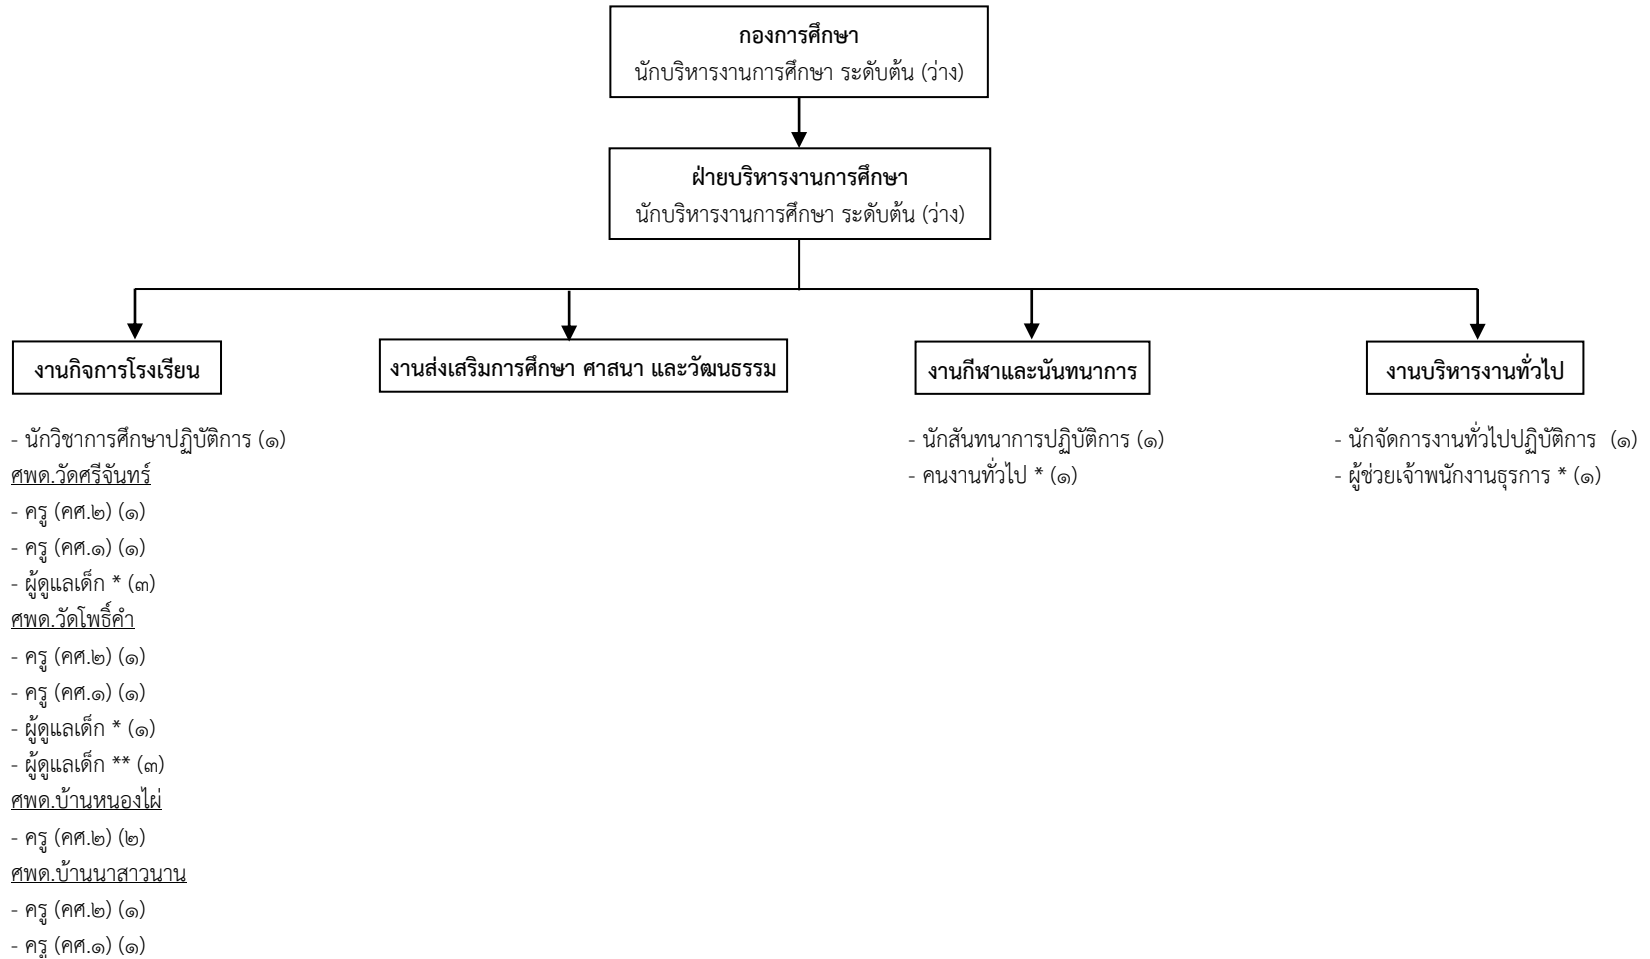 กองการศึกษา
นักบริหารงานการศึกษา ระดับต้น (ว่าง)
ฝ่ายบริหารงานการศึกษา
นักบริหารงานการศึกษา ระดับต้น (ว่าง)
งานกิจการโรงเรียน
งานส่งเสริมการศึกษา ศาสนา และวัฒนธรรม
งานกีฬาและนันทนาการ
งานบริหารงานทั่วไป
- นักวิชาการศึกษาปฏิบัติการ (๑)
ศพด.วัดศรีจันทร์
- ครู (คศ.๒) (๑)
- ครู (คศ.๑) (๑)
- ผู้ดูแลเด็ก * (๓)
ศพด.วัดโพธิ์คำ
- ครู (คศ.๒) (๑)
- ครู (คศ.๑) (๑)
- ผู้ดูแลเด็ก * (๑)
- ผู้ดูแลเด็ก ** (๓)
ศพด.บ้านหนองไผ่
- ครู (คศ.๒) (๒)
ศพด.บ้านนาสาวนาน
- ครู (คศ.๒) (๑)
- ครู (คศ.๑) (๑)
- นักสันทนาการปฏิบัติการ (๑)
- คนงานทั่วไป * (๑)
- นักจัดการงานทั่วไปปฏิบัติการ (๑)
- ผู้ช่วยเจ้าพนักงานธุรการ * (๑)